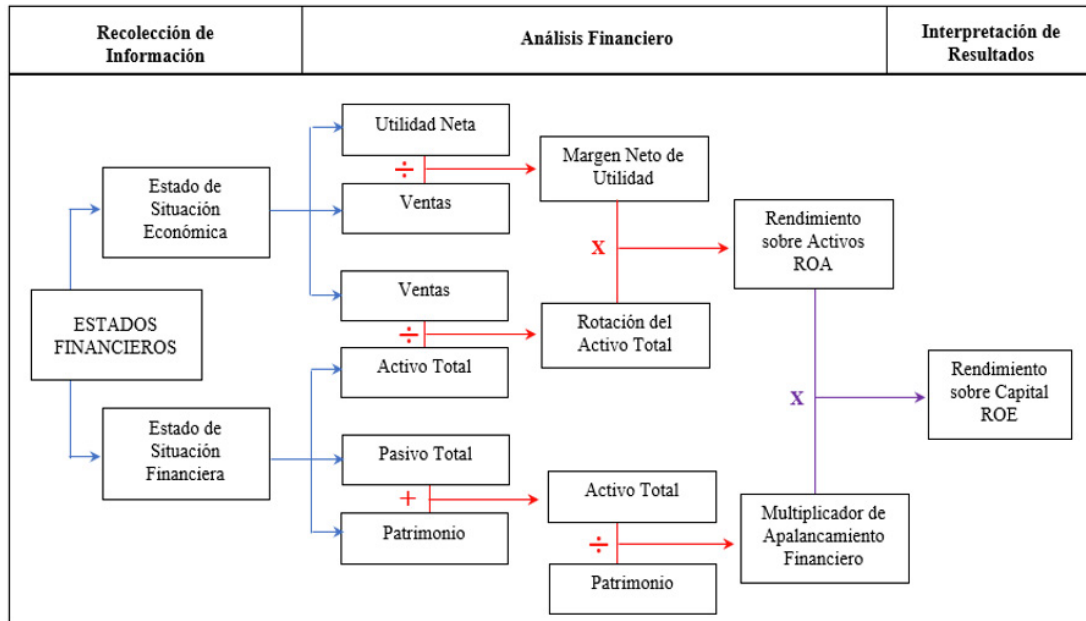 Recolección de
Información
Análisis Financiero
Interpretación de
Resultados
Utilidad Neta
÷
Ventas
Margen Neto de
Utilidad
Estado de
Situación
Económica
Rendimiento
sobre Activos
ROA
X
Ventas
÷
Activo Total
Rotación del
Activo Total
ESTADOS
FINANCIEROS
Rendimiento
sobre Capital
ROE
X
Estado de
Situación
Financiera
Pasivo Total
+
Patrimonio
Activo Total
÷
Patrimonio
Multiplicador de
Apalancamiento
Financiero